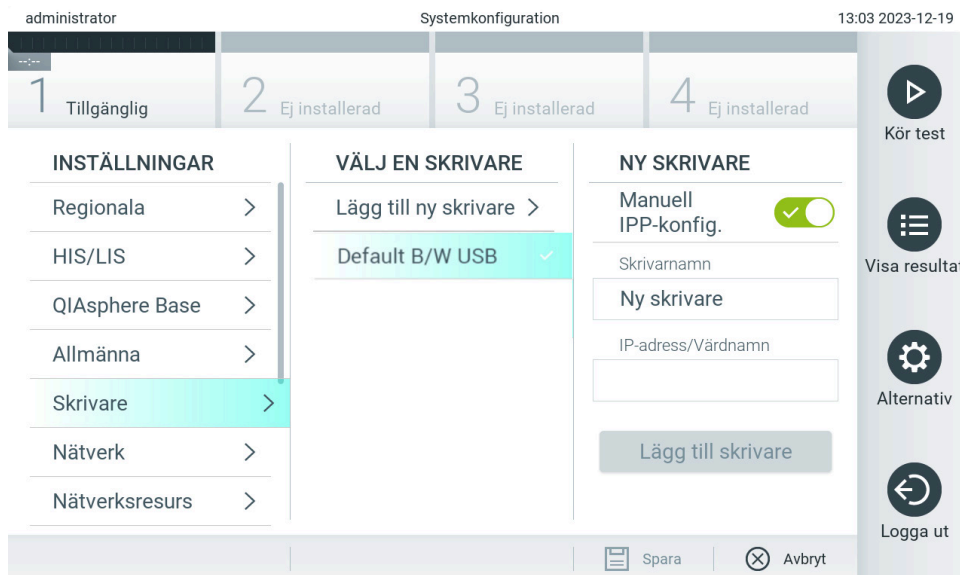 administrator
Systemkonfiguration
13:03 2023-12-19
--:--
1 Tillgänglig
2 Ej installerad
3 Ej installerad
4 Ej installerad
Kör test
Visa resultat
Alternativ
Logga ut
INSTÄLLNINGAR
Regionala
HIS/LIS
QIAsphere Base
Allmänna
Skrivare
Nätverk
Nätverksresurs
VÄLJ EN SKRIVARE
Lägg till ny skrivare
Default B/W USB
NY SKRIVARE
Manuell
IPP-konfig.
Skrivarnamn
Ny skrivare
IP-adress/Värdnamn
Lägg till skrivare
Spara
Avbryt